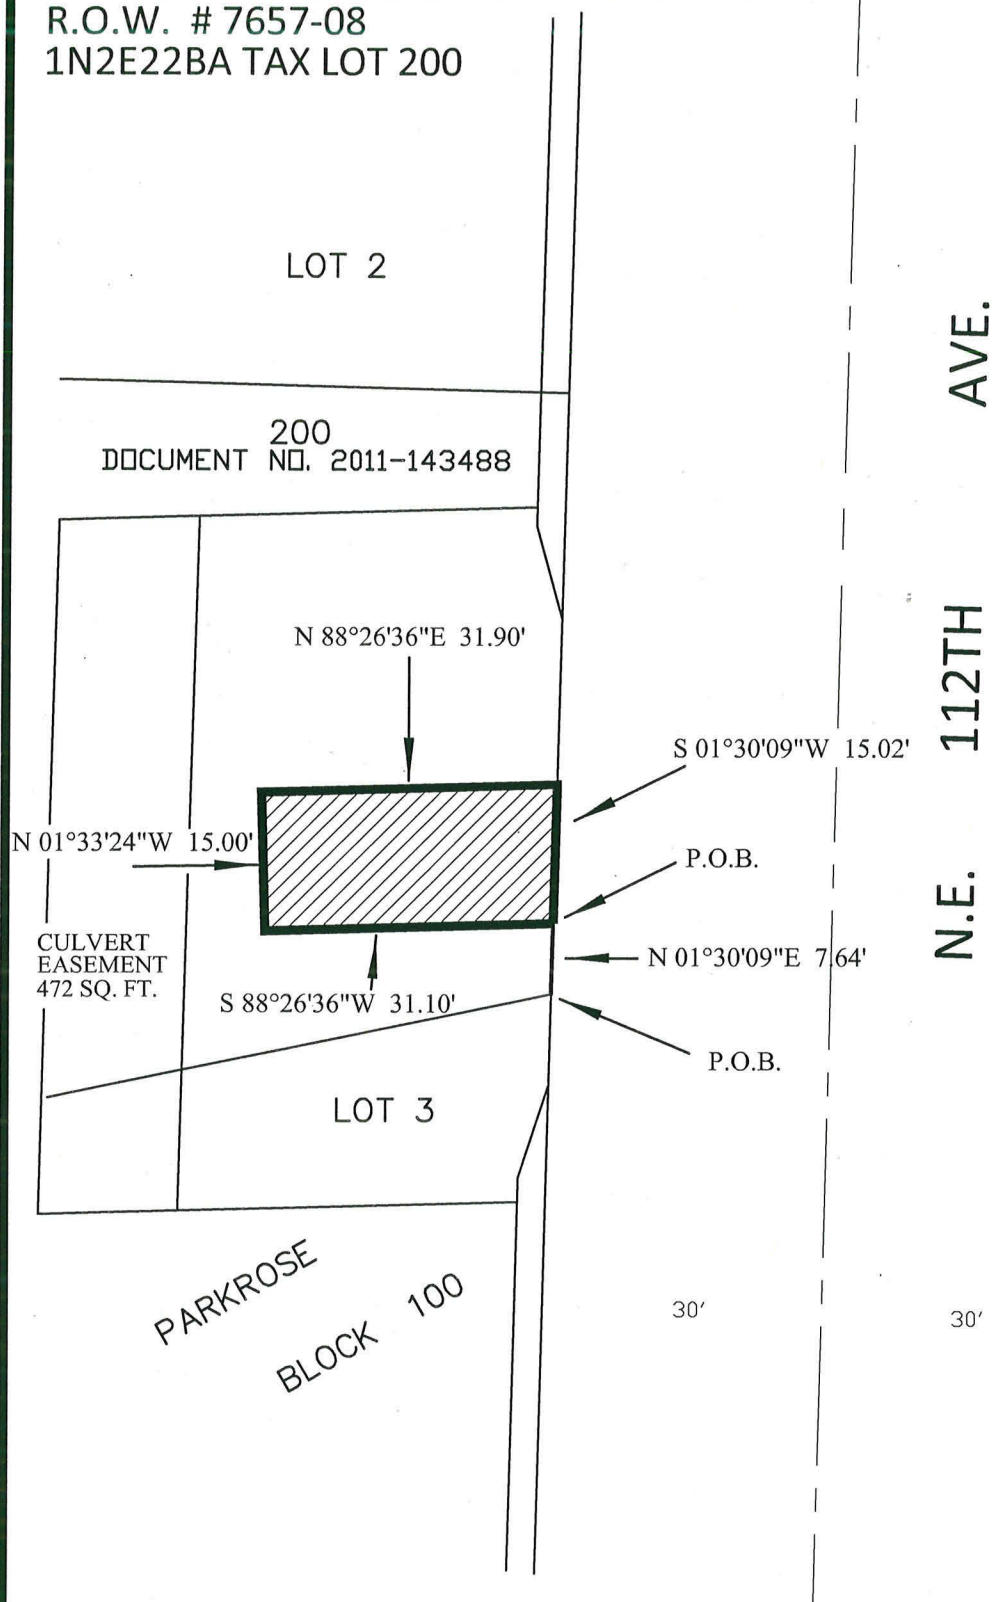 R.O.W. # 7657-08
1N2E22BA TAX LOT 200
LOT 2
AVE.
200
DOCUMENT NO. 2011-143488
112TH
N 88°26'36"E 31.90'
S 01°30'09"W 15.02'
N 01°33'24"W 15.00'
P.O.B.
N.E.
CULVERT
EASEMENT
472 SQ. FT.
N 01°30'09"E 7.64'
S 88°26'36"W 31.10'
P.O.B.
LOT 3
PARKROSE
BLOCK 100
30'
30'